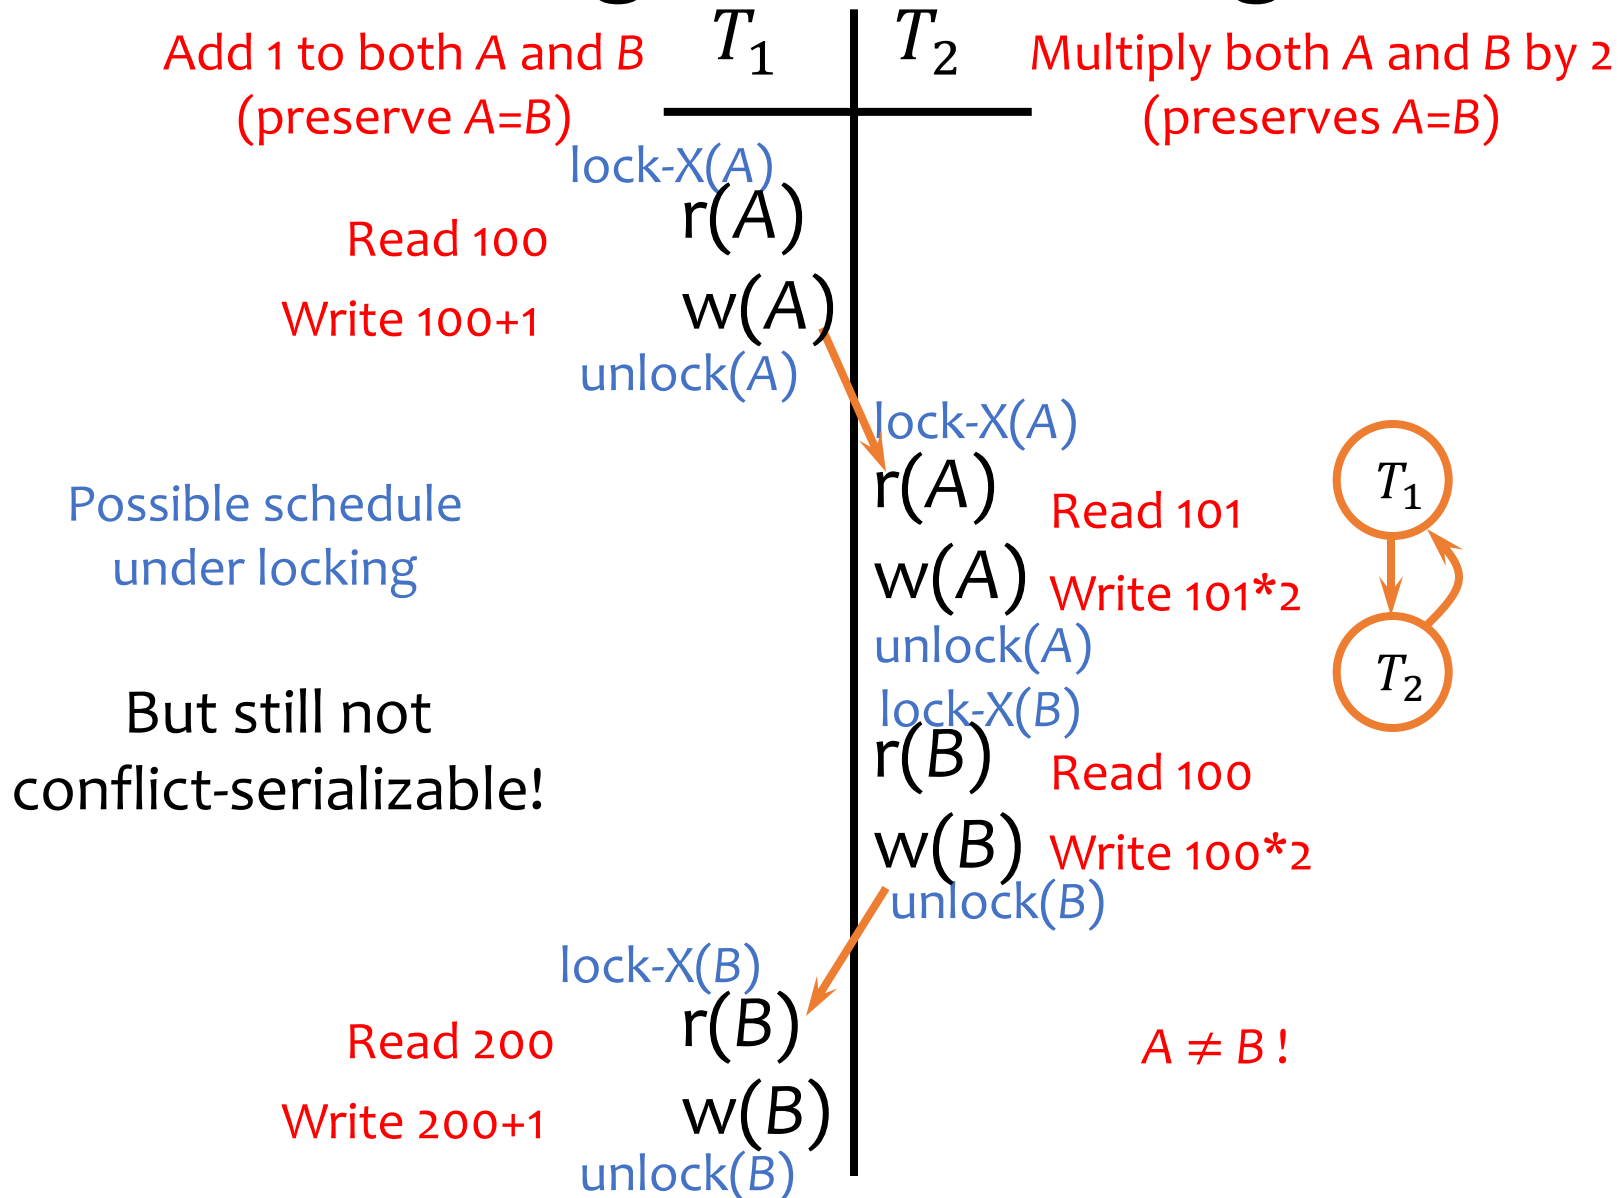 T₁
T₂
Add 1 to both A and B
(preserve A=B)
Multiply both A and B by 2
(preserves A=B)
lock-X(A)
r(A)
Read 100
w(A)
Write 100+1
unlock(A)
lock-X(A)
r(A)
Read 101
w(A)
Write 101*2
unlock(A)
lock-X(B)
r(B)
Read 100
w(B)
Write 100*2
unlock(B)
lock-X(B)
r(B)
Read 200
w(B)
Write 200+1
unlock(B)
Possible schedule
under locking
But still not
conflict-serializable!
T₁
T₂
A ≠ B !